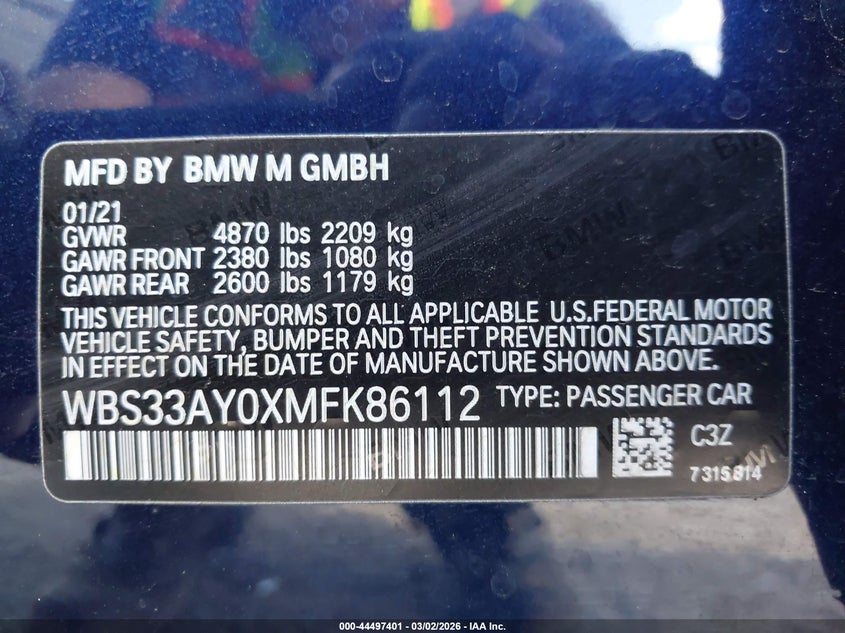 MFD BY BMW M GMBH
01/21
GVWR 4870 lbs 2209 kg
GAWR FRONT 2380 lbs 1080 kg
GAWR REAR 2600 lbs 1179 kg
THIS VEHICLE CONFORMS TO ALL APPLICABLE U.S.FEDERAL MOTOR
VEHICLE SAFETY, BUMPER AND THEFT PREVENTION STANDARDS
IN EFFECT ON THE DATE OF MANUFACTURE SHOWN ABOVE.
WBS33AY0XMFK86112 TYPE: PASSENGER CAR
C3Z
7315814
000-44497401 | 03/02/2026 - IAA Inc.